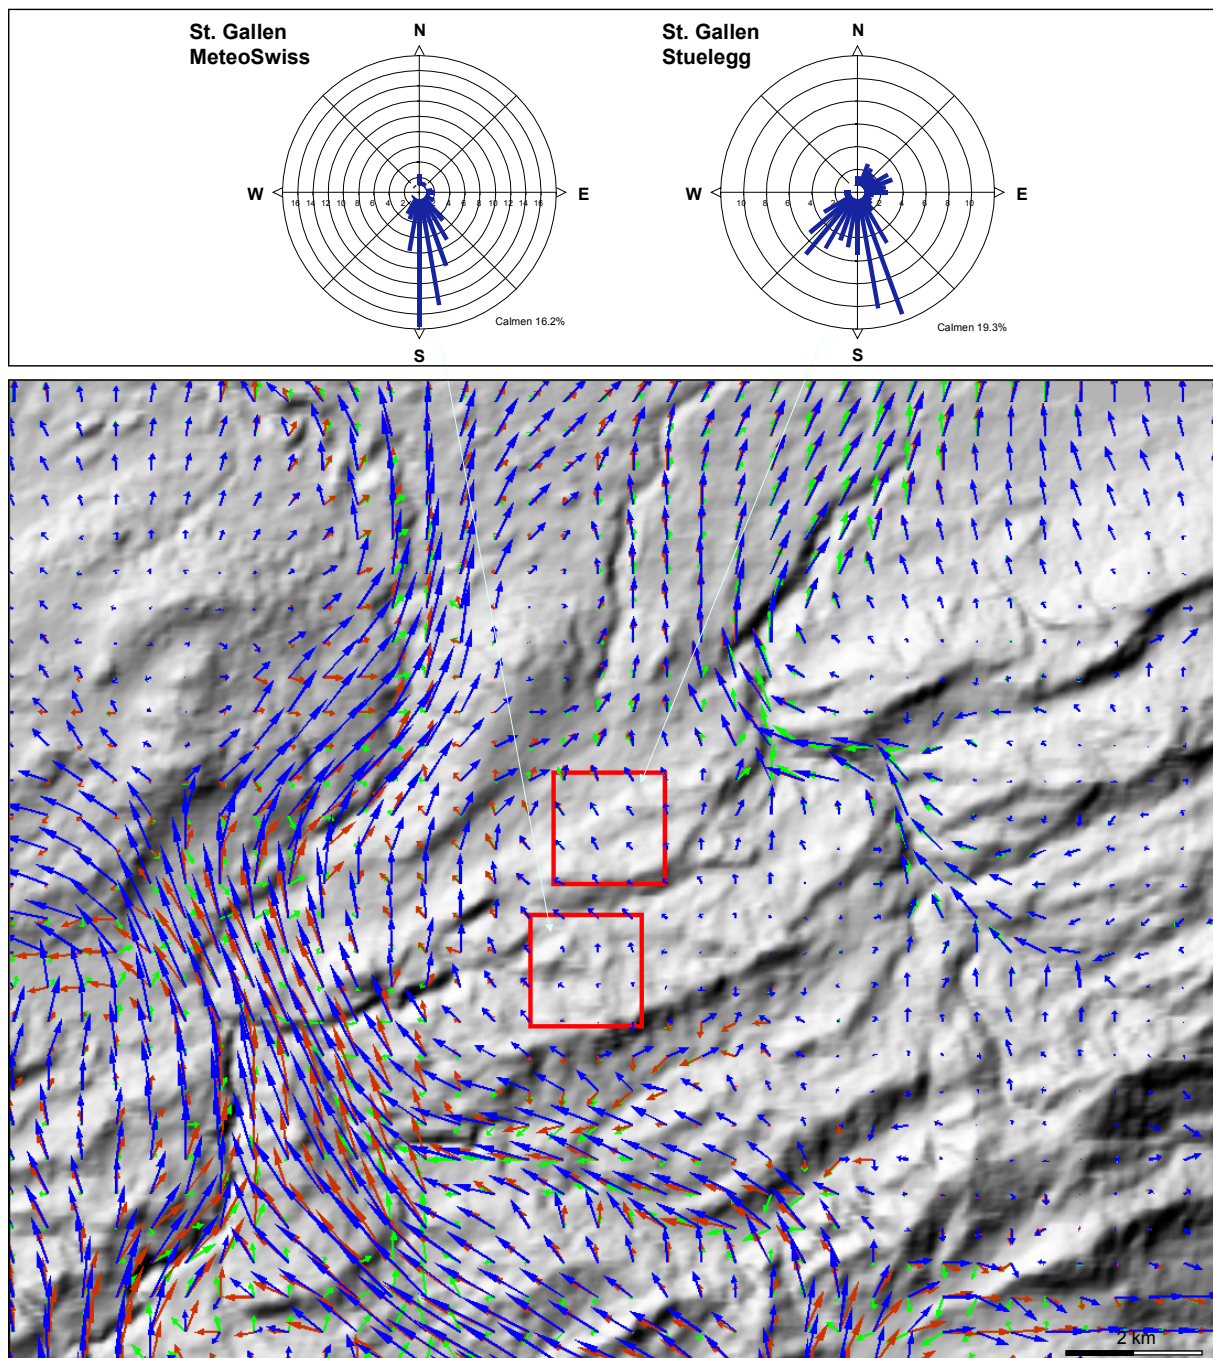 St. Gallen
MeteoSwiss
N
W
16 14 12 10 8 6 4 2 2 4 6 8 10 12 14 16
E
Calmen 16.2%
S
St. Gallen
Stuelegg
N
W
10 8 6 4 2 2 4 6 8 10
E
Calmen 19.3%
S
2 km